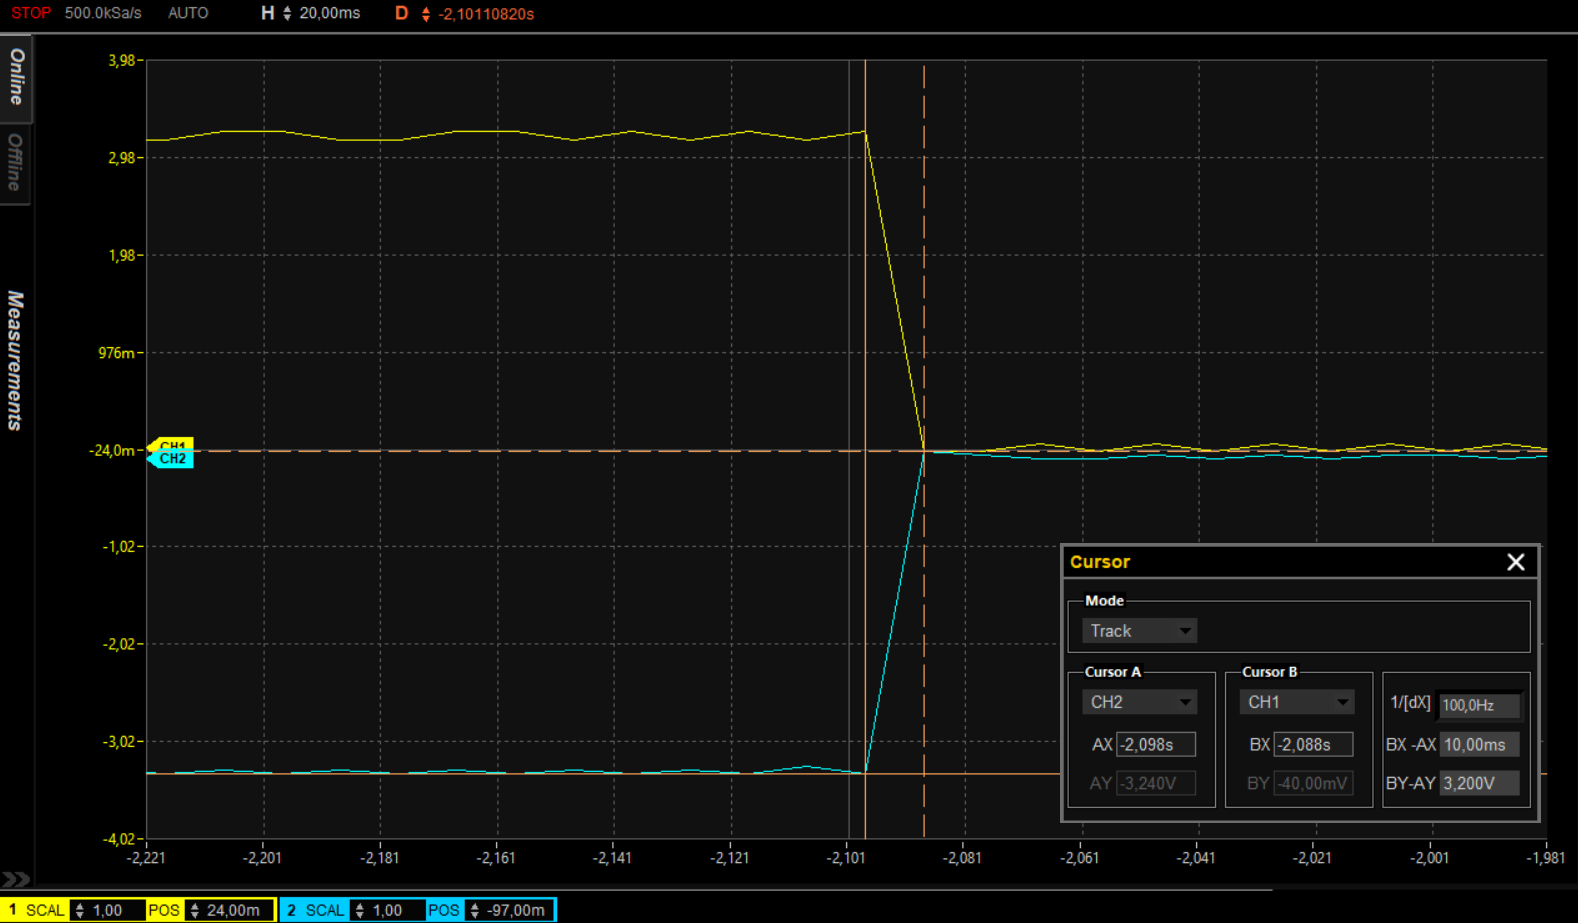 STOP 500.0kSa/s AUTO H 20,00ms D -2,10110820s
Online
Offline
Measurements
3,98
2,98
1,98
976m
-24,0m
-1,02
-2,02
-3,02
-4,02
CH1
CH2
-2,221 -2,201 -2,181 -2,161 -2,141 -2,121 -2,101 -2,081 -2,061 -2,041 -2,021 -2,001 -1,981
Cursor
Mode
Track
Cursor A
CH2
AX -2,098s
AY -3,240V
Cursor B
CH1
BX -2,088s
BY -40,00mV
1/[dX] 100,0Hz
BX -AX 10,00ms
BY-AY 3,200V
1 SCAL 1,00 POS 24,00m 2 SCAL 1,00 POS -97,00m